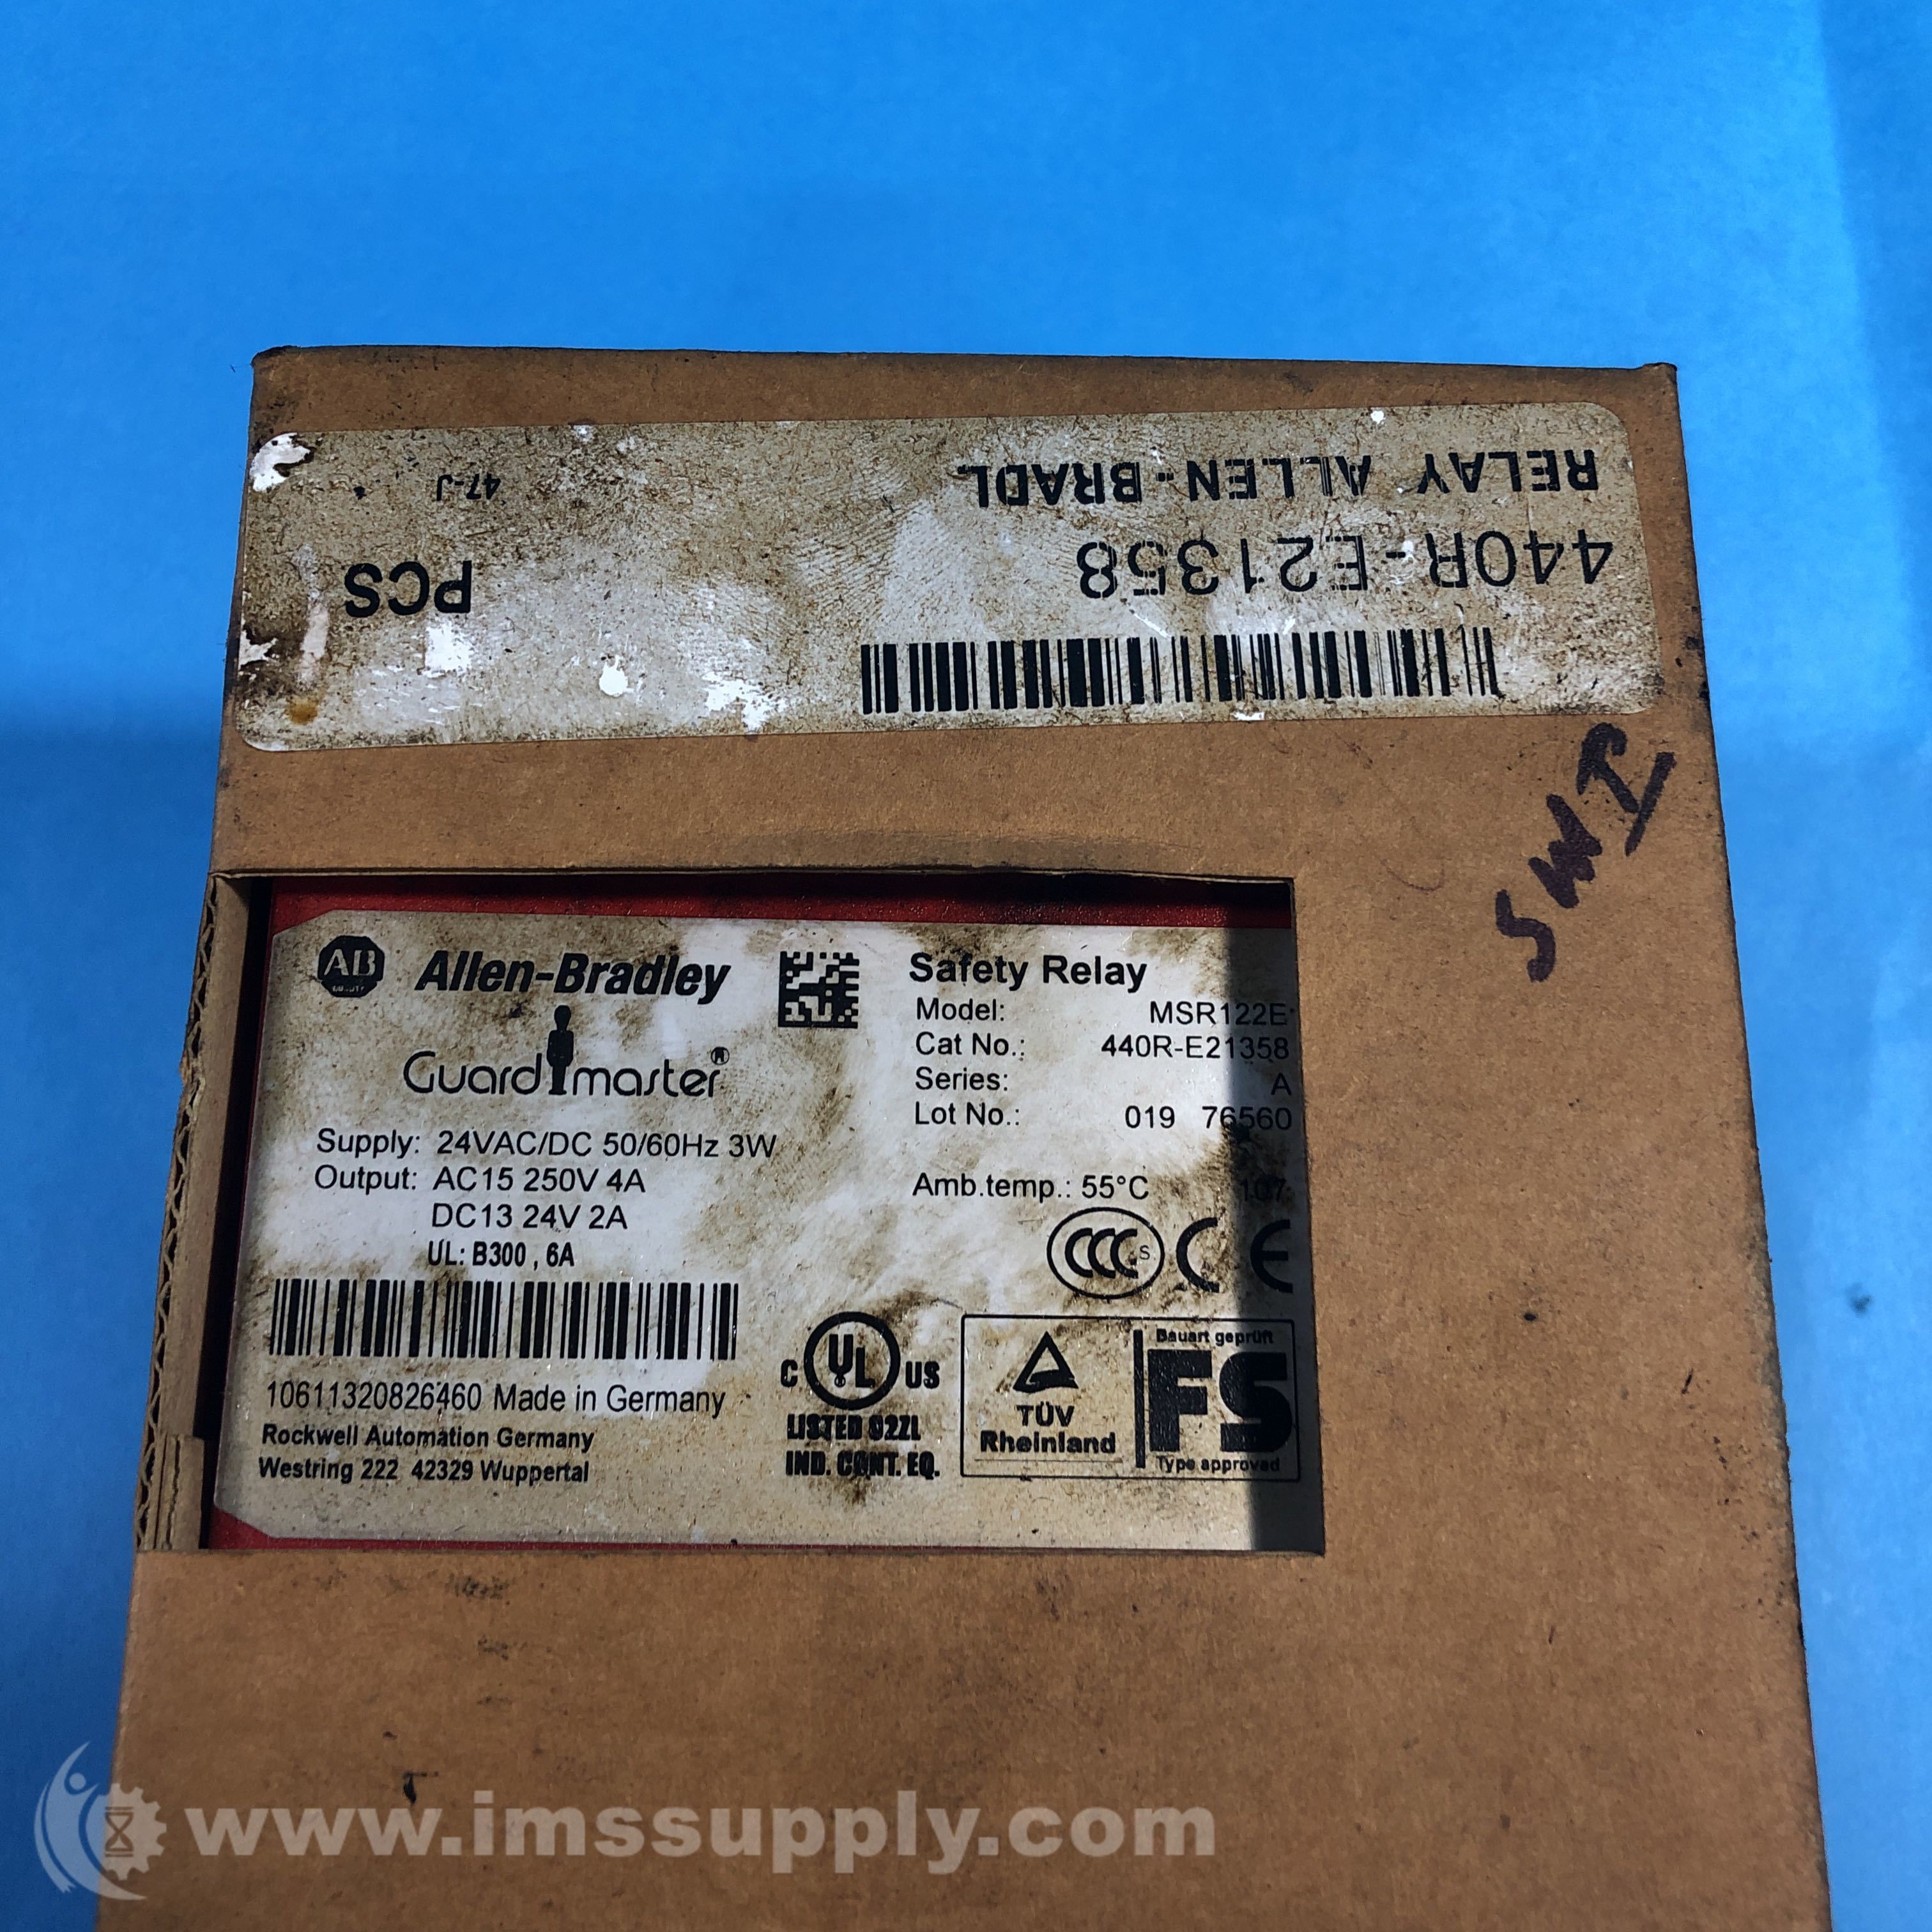 RELAY ALLEN-BRADL
47-J
440R-E21358
PCS
AB
Allen-Bradley
Guardmaster®
Supply: 24VAC/DC 50/60Hz 3W
Output: AC15 250V 4A
DC13 24V 2A
UL: B300 , 6A
10611320826460 Made in Germany
Rockwell Automation Germany
Westring 222 42329 Wuppertal
Safety Relay
Model: MSR122E
Cat No.: 440R-E21358
Series: A
Lot No.: 019 76560
Amb.temp.: 55°C 107
CCC S CE
C UL US
LISTED 92ZL
IND. CONT. EQ.
TÜV
Rheinland
Bauart geprüft
FS
Type approved
www.imssupply.com